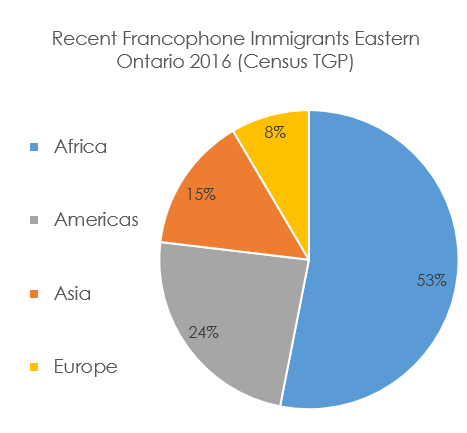 Recent Francophone Immigrants Eastern
Ontario 2016 (Census TGP)
8%
Africa
15%
Americas
53%
Asia
24%
Europe